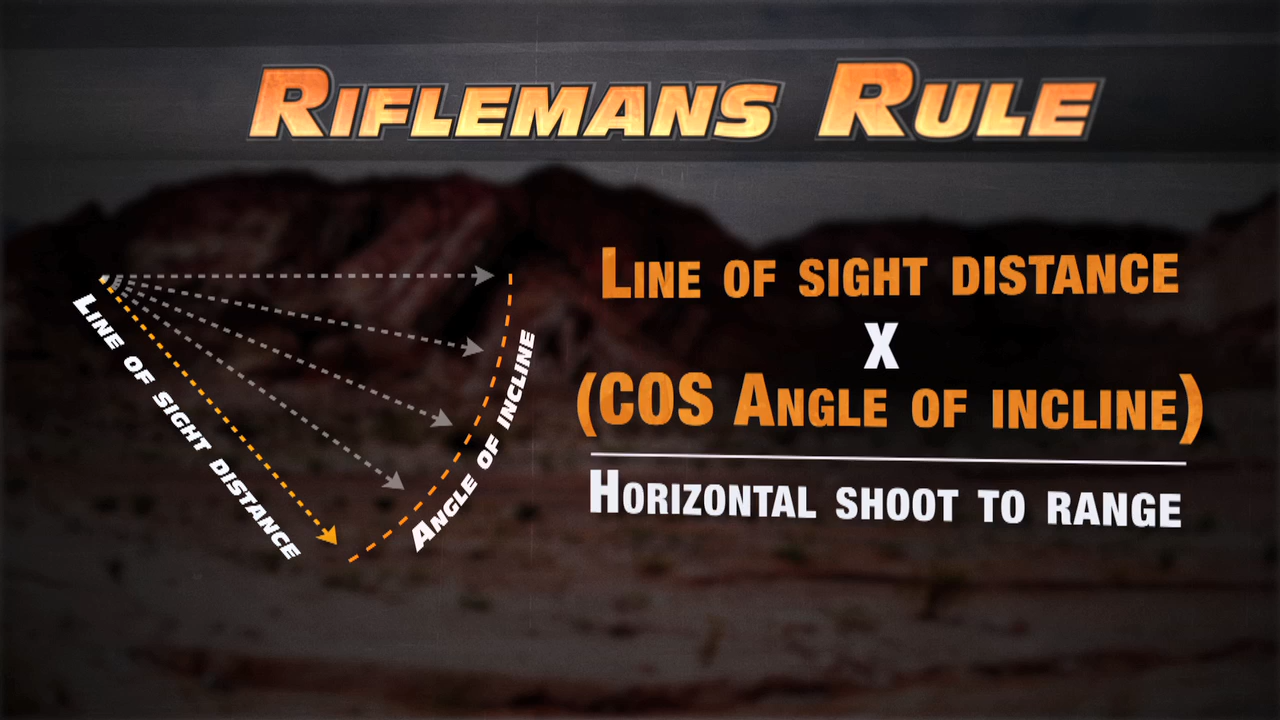 Riflemans Rule
Line of sight distance
Angle of incline
Line of sight distance
x
(COS Angle of incline)
Horizontal shoot to range